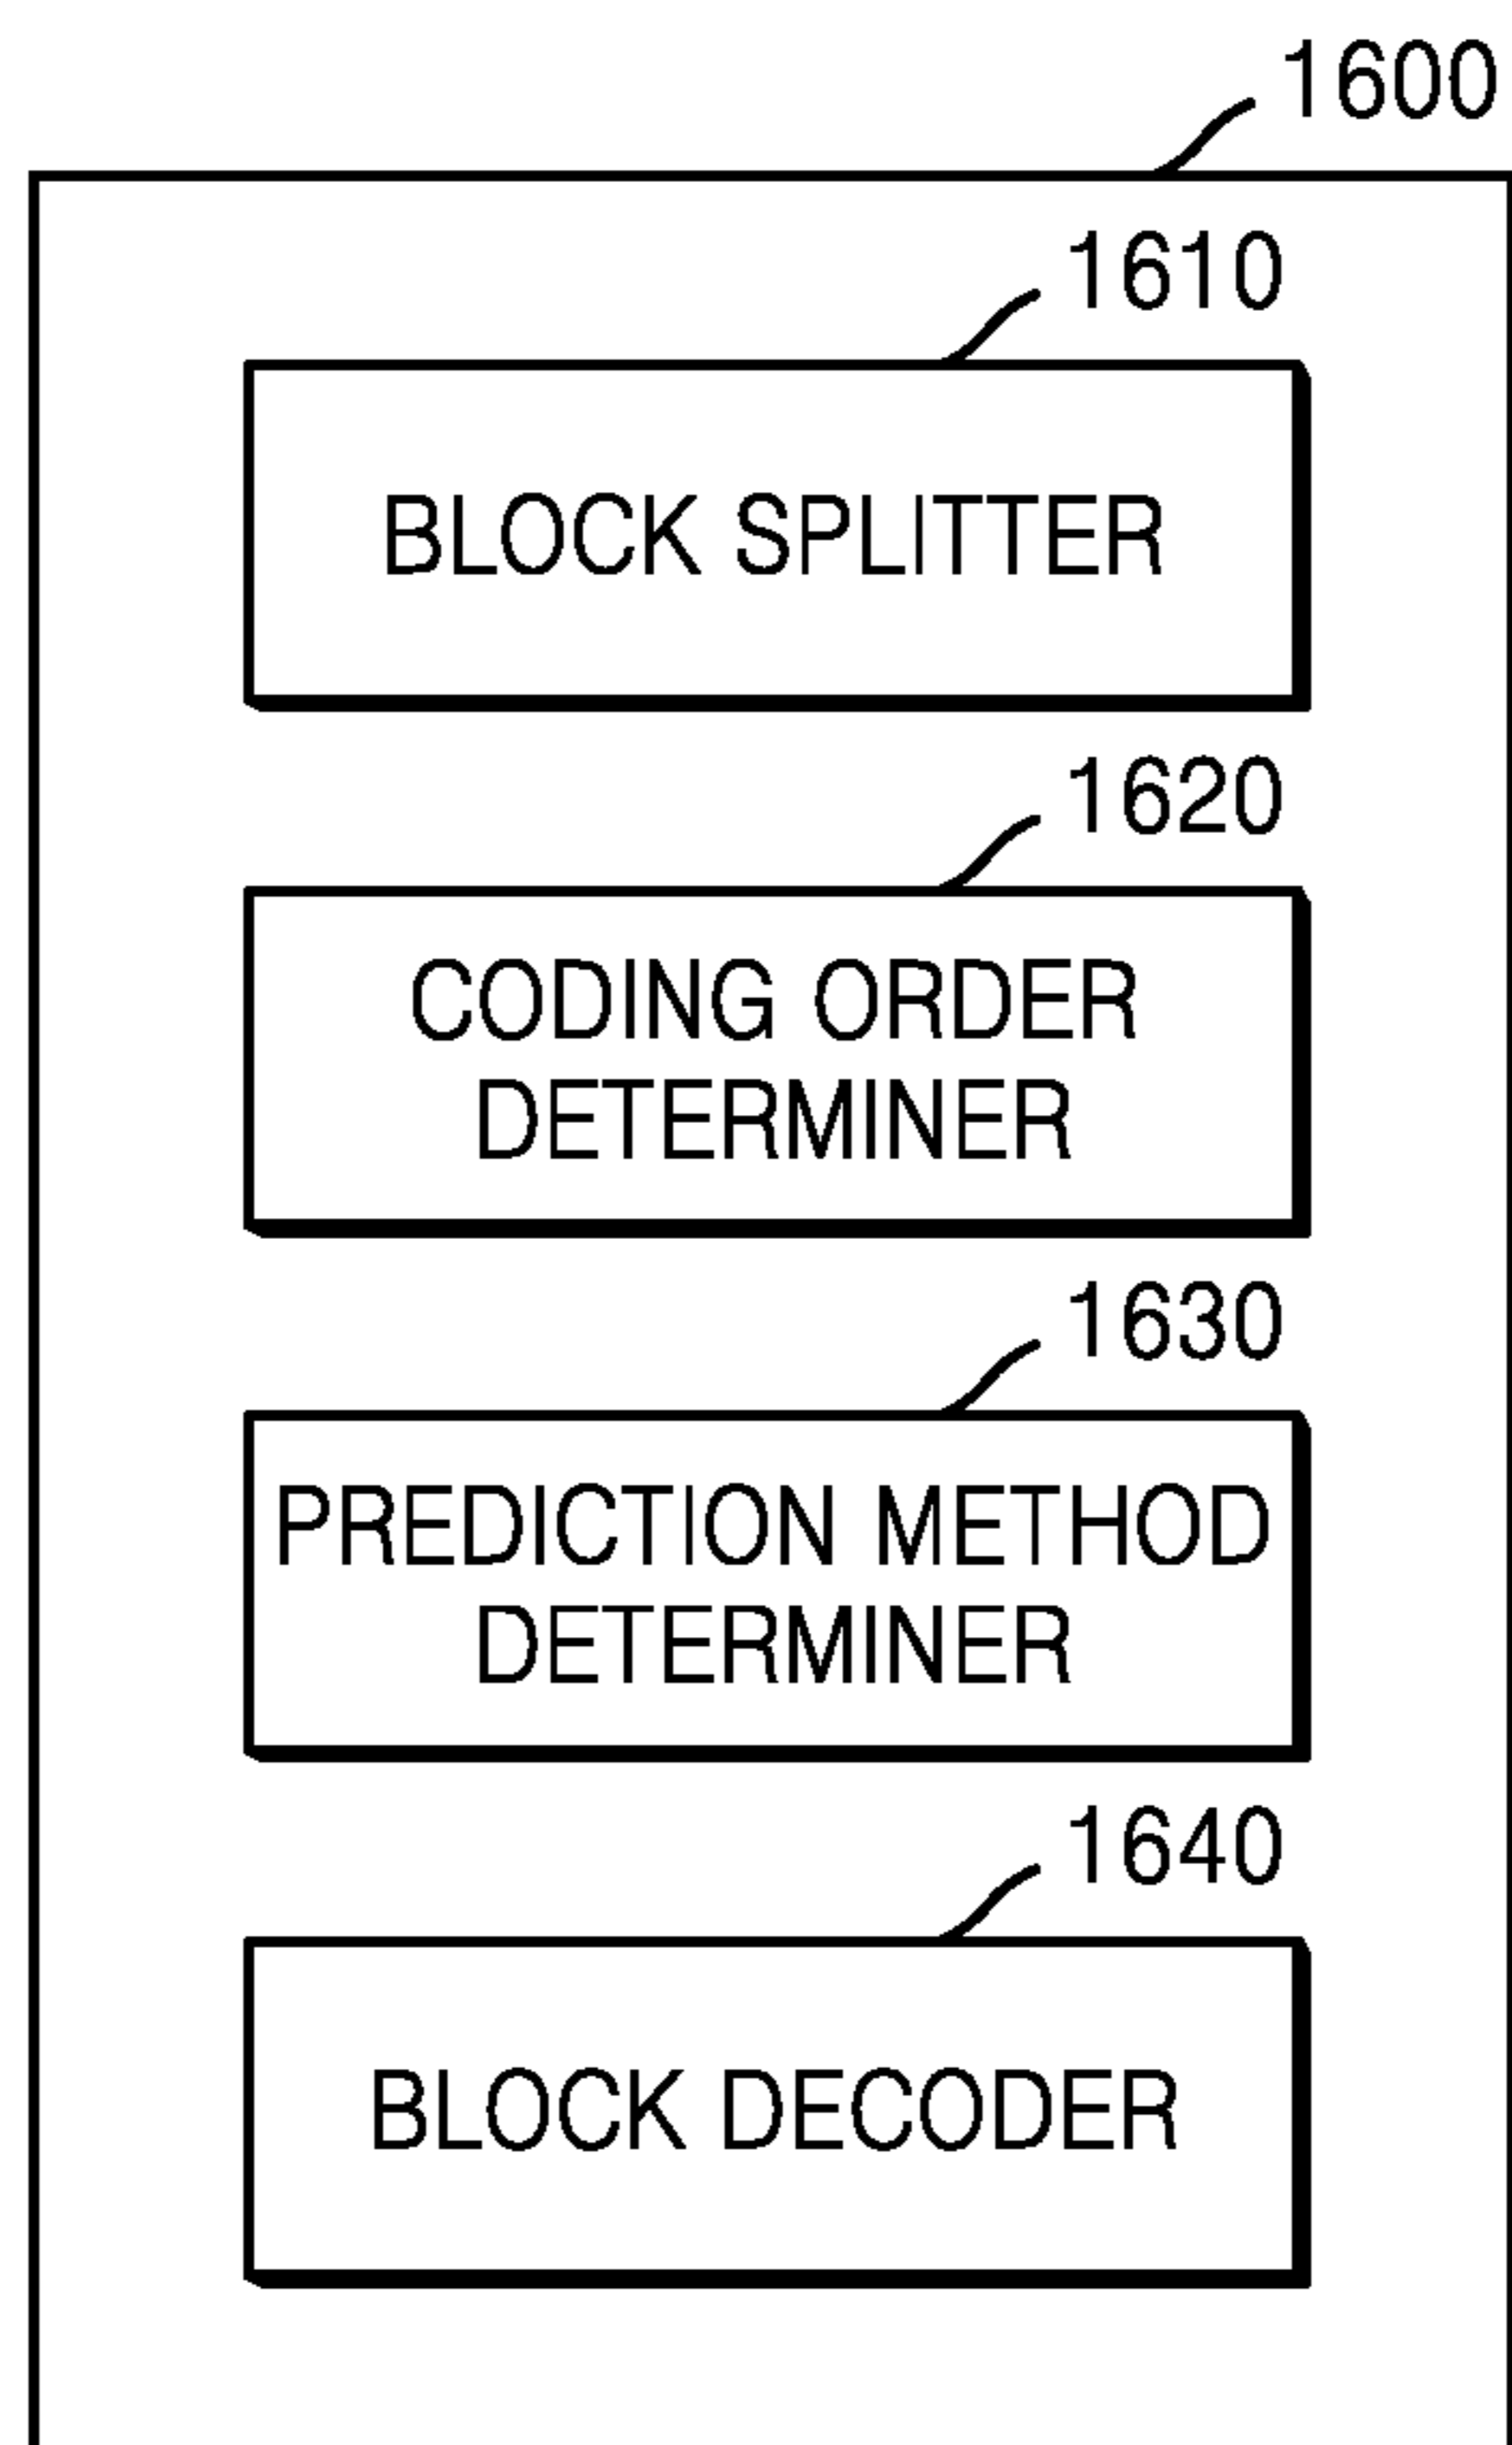 1600
1610
BLOCK SPLITTER
1620
CODING ORDER
DETERMINER
1630
PREDICTION METHOD
DETERMINER
1640
BLOCK DECODER